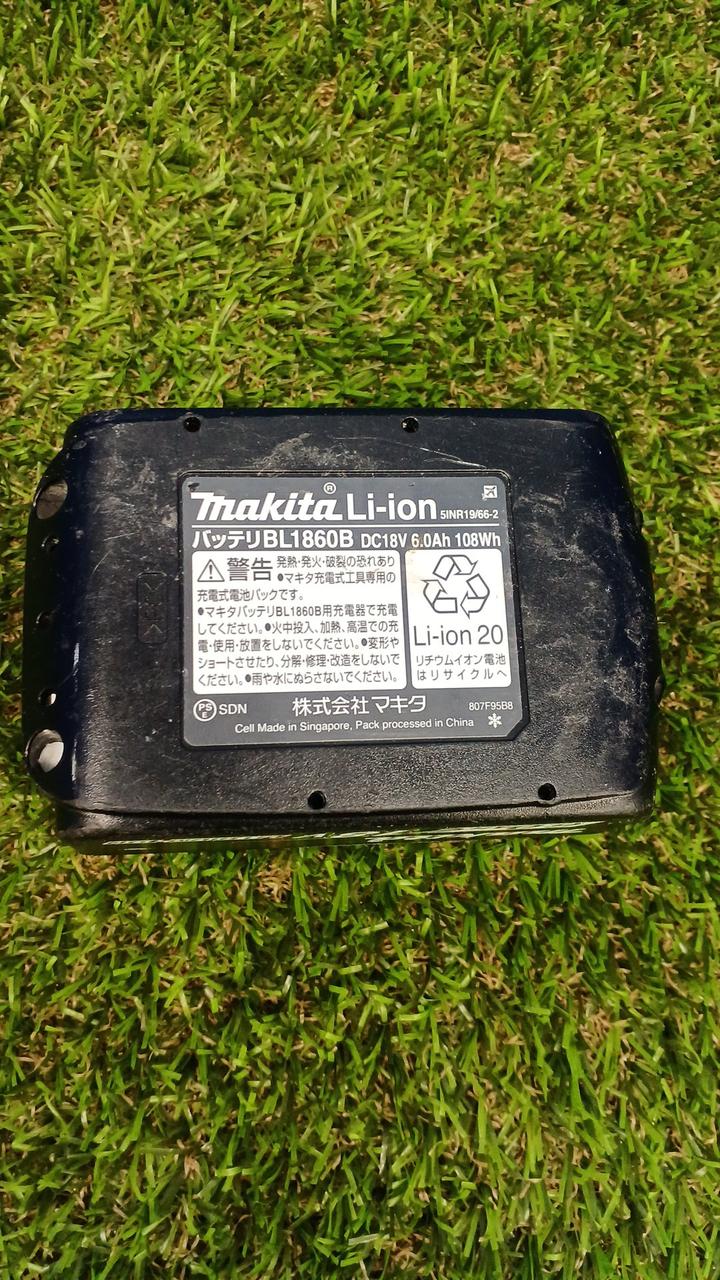 makita® Li-ion 5INR19/66-2
バッテリBL1860B DC18V 6.0Ah 108Wh
警告 発熱・発火・破裂の恐れあり
●マキタ充電式工具専用の
充電式電池パックです。
●マキタバッテリBL1860B用充電器で充電
してください。●火中投入、加熱、高温での充
電・使用・放置をしないでください。●変形や
ショートさせたり、分解・修理・改造をしないで
ください。●雨や水にぬらさないでください。
Li-ion 20
リチウムイオン電池
はリサイクルへ
PSE SDN
株式会社マキタ
807F95B8
Cell Made in Singapore, Pack processed in China